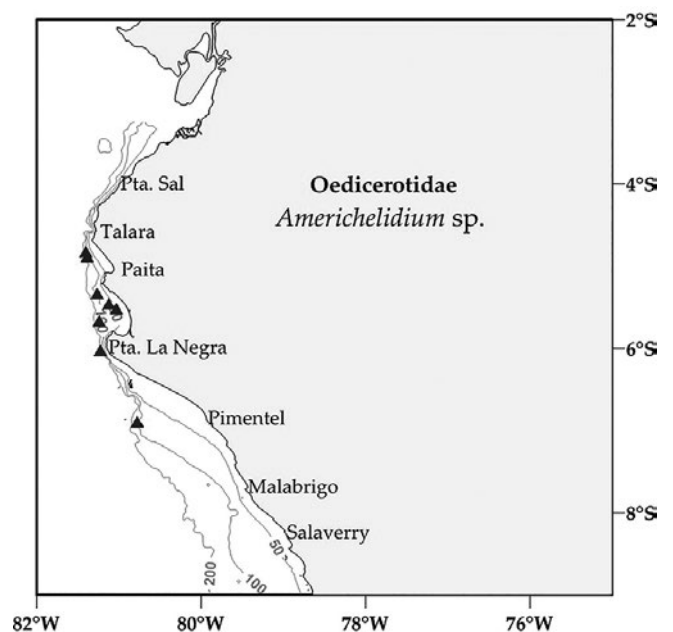 2°S
Pta. Sal
Oedicerotidae
4°S
Americhelidium sp.
Talara
Paita
Pta. La Negra
6°S
Pimentel
Malabrigo
Salaverry
8°S
50
100
200
82°W
80°W
78°W
76°W